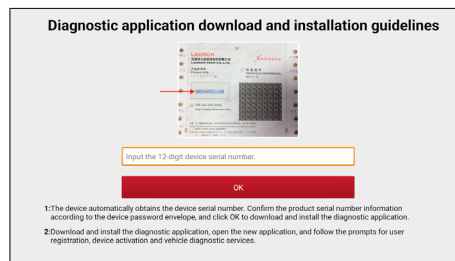 Diagnostic application download and installation guidelines
LAUNCH
Input the 12-digit device serial number.
OK
1:The device automatically obtains the device serial number. Confirm the product serial number information
according to the device password envelope, and click OK to download and install the diagnostic application.
2:Download and install the diagnostic application, open the new application, and follow the prompts for user
registration, device activation and vehicle diagnostic services.